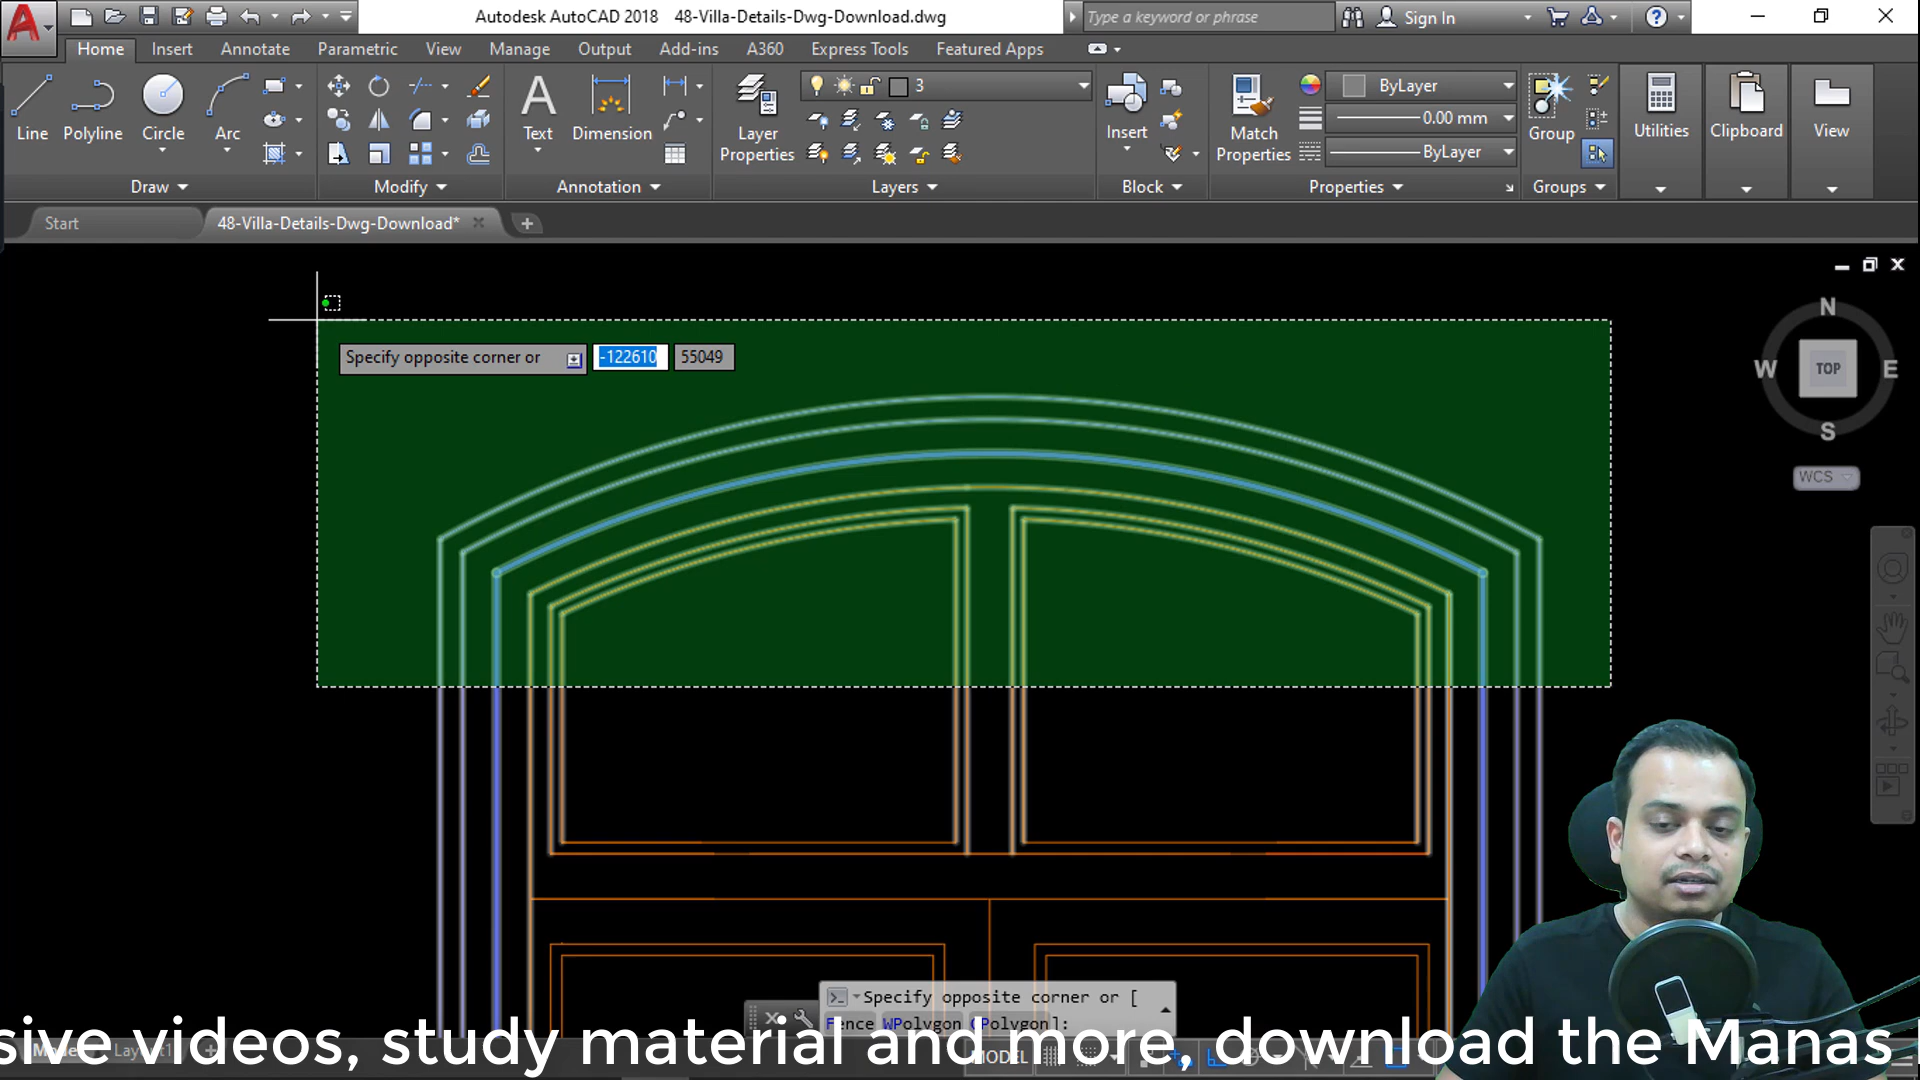 Autodesk AutoCAD 2018 48-Villa-Details-Dwg-Download.dwg
Type a keyword or phrase
Sign In
Home Insert Annotate Parametric View Manage Output Add-ins A360 Express Tools Featured Apps
Line Polyline Circle Arc
Text Dimension
Layer Properties
3
Insert
Match Properties
ByLayer
0.00 mm
ByLayer
Group
Utilities Clipboard View
Draw Modify Annotation Layers Block Properties Groups
Start 48-Villa-Details-Dwg-Download*
Specify opposite corner or -122610 55049
N
W TOP E
S
WCS
Specify opposite corner or [
Fence WPolygon CPolygon]:
MODEL
sive videos, study material and more, download the Manas